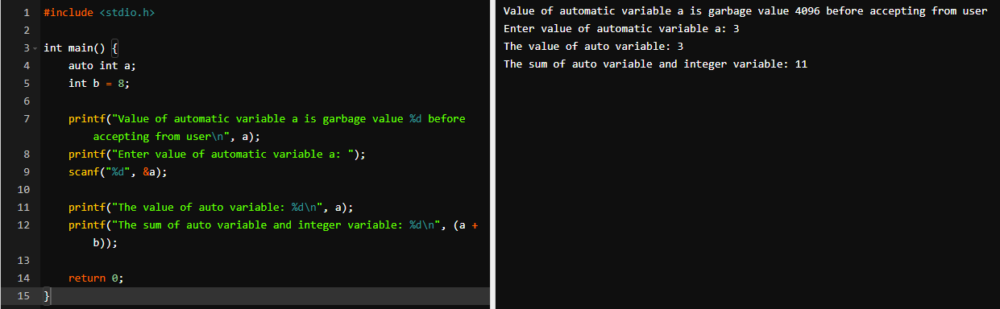 1 #include <stdio.h>
2
3 int main() {
4 auto int a;
5 int b = 8;
6
7 printf("Value of automatic variable a is garbage value %d before
accepting from user\n", a);
8 printf("Enter value of automatic variable a: ");
9 scanf("%d", &a);
10
11 printf("The value of auto variable: %d\n", a);
12 printf("The sum of auto variable and integer variable: %d\n", (a +
b));
13
14 return 0;
15 }
Value of automatic variable a is garbage value 4096 before accepting from user
Enter value of automatic variable a: 3
The value of auto variable: 3
The sum of auto variable and integer variable: 11